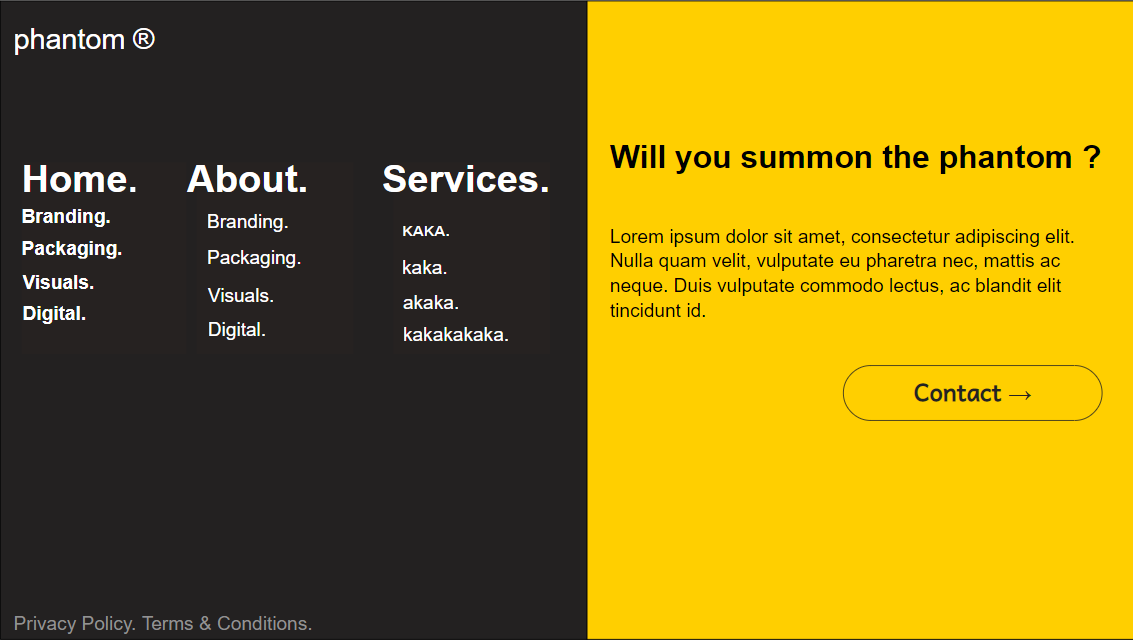 phantom ®
Home.
Branding.
Packaging.
Visuals.
Digital.
About.
Branding.
Packaging.
Visuals.
Digital.
Services.
KAKA.
kaka.
akaka.
kakakakaka.
Privacy Policy. Terms & Conditions.
Will you summon the phantom ?
Lorem ipsum dolor sit amet, consectetur adipiscing elit.
Nulla quam velit, vulputate eu pharetra nec, mattis ac
neque. Duis vulputate commodo lectus, ac blandit elit
tincidunt id.
Contact →